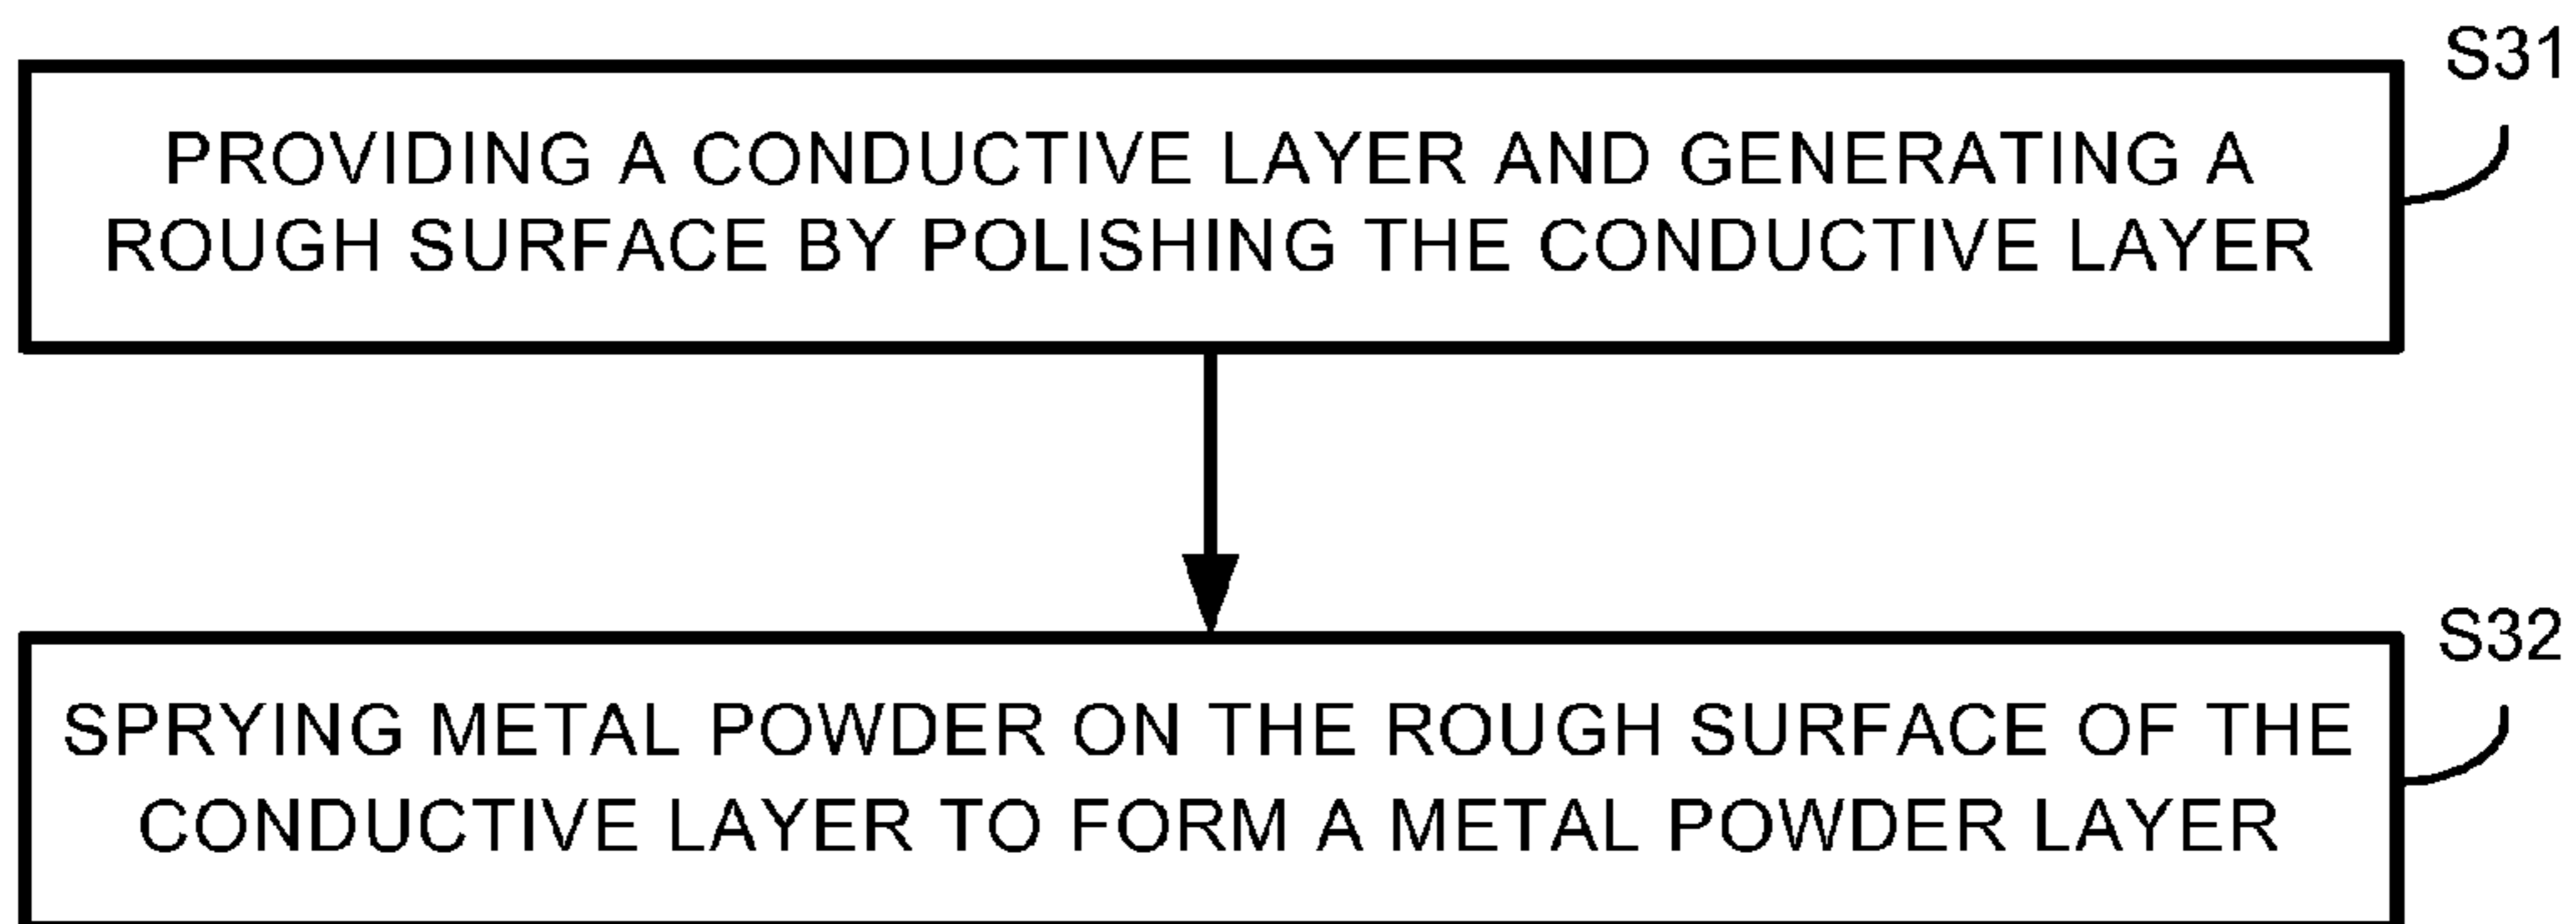 S31
PROVIDING A CONDUCTIVE LAYER AND GENERATING A
ROUGH SURFACE BY POLISHING THE CONDUCTIVE LAYER
S32
SPRYING METAL POWDER ON THE ROUGH SURFACE OF THE
CONDUCTIVE LAYER TO FORM A METAL POWDER LAYER